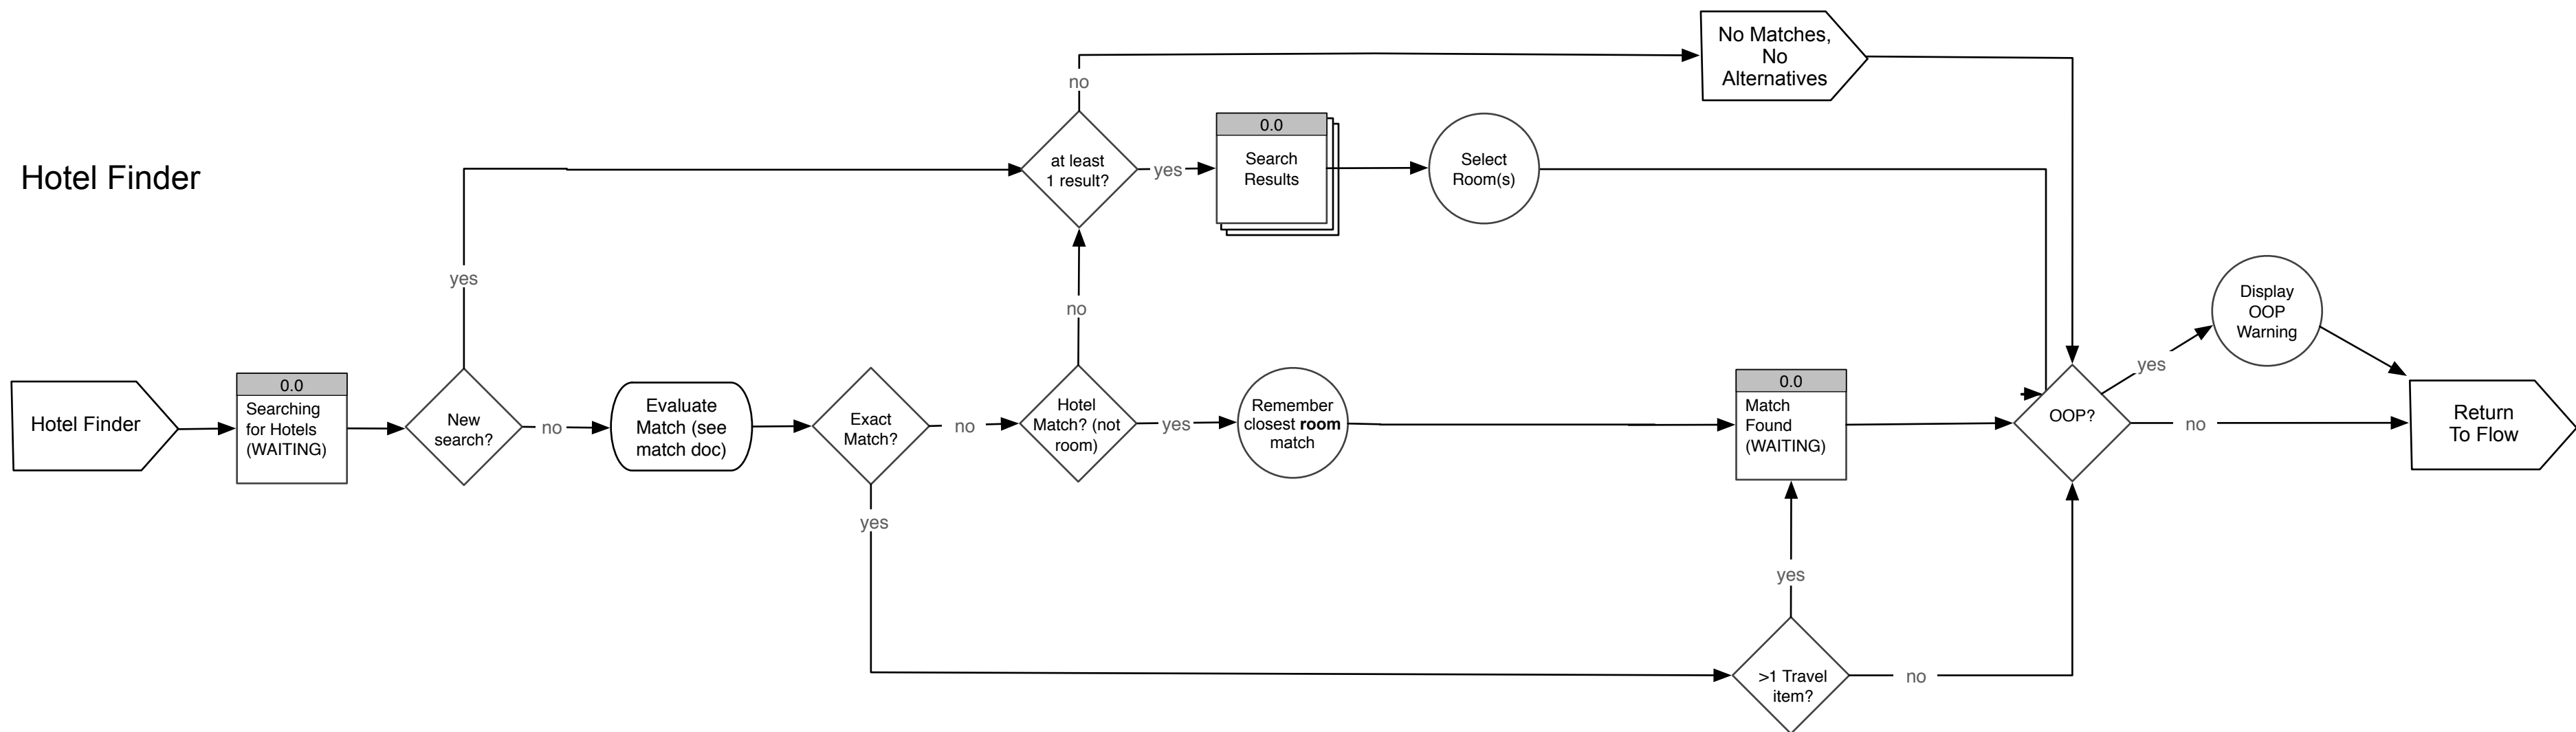 No Matches,
No
Alternatives
no
0.0
at least
1 result?
yes
Search
Results
Select
Room(s)
Hotel Finder
yes
no
Display
OOP
Warning
yes
Hotel Finder
0.0
Searching
for Hotels
(WAITING)
New
search?
no
Evaluate
Match (see
match doc)
Exact
Match?
no
Hotel
Match? (not
room)
yes
Remember
closest room
match
0.0
Match
Found
(WAITING)
OOP?
no
Return
To Flow
yes
yes
>1 Travel
item?
no